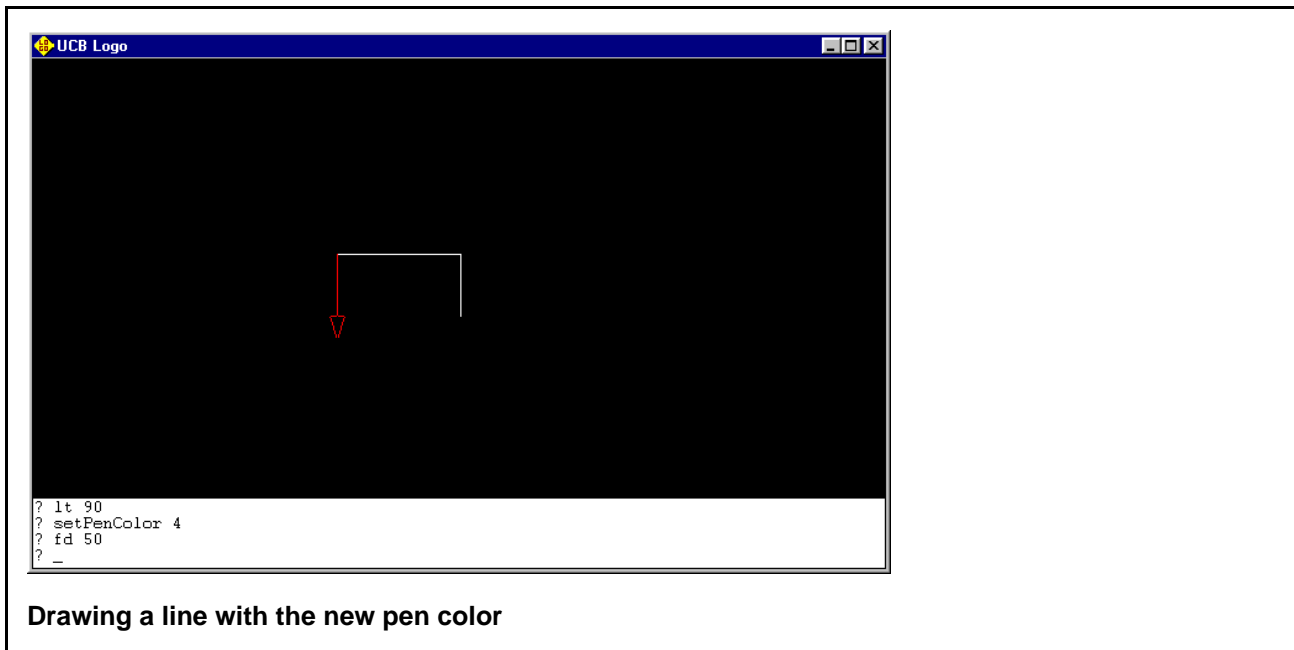 UCB Logo
? lt 90
? setPenColor 4
? fd 50
? _
Drawing a line with the new pen color